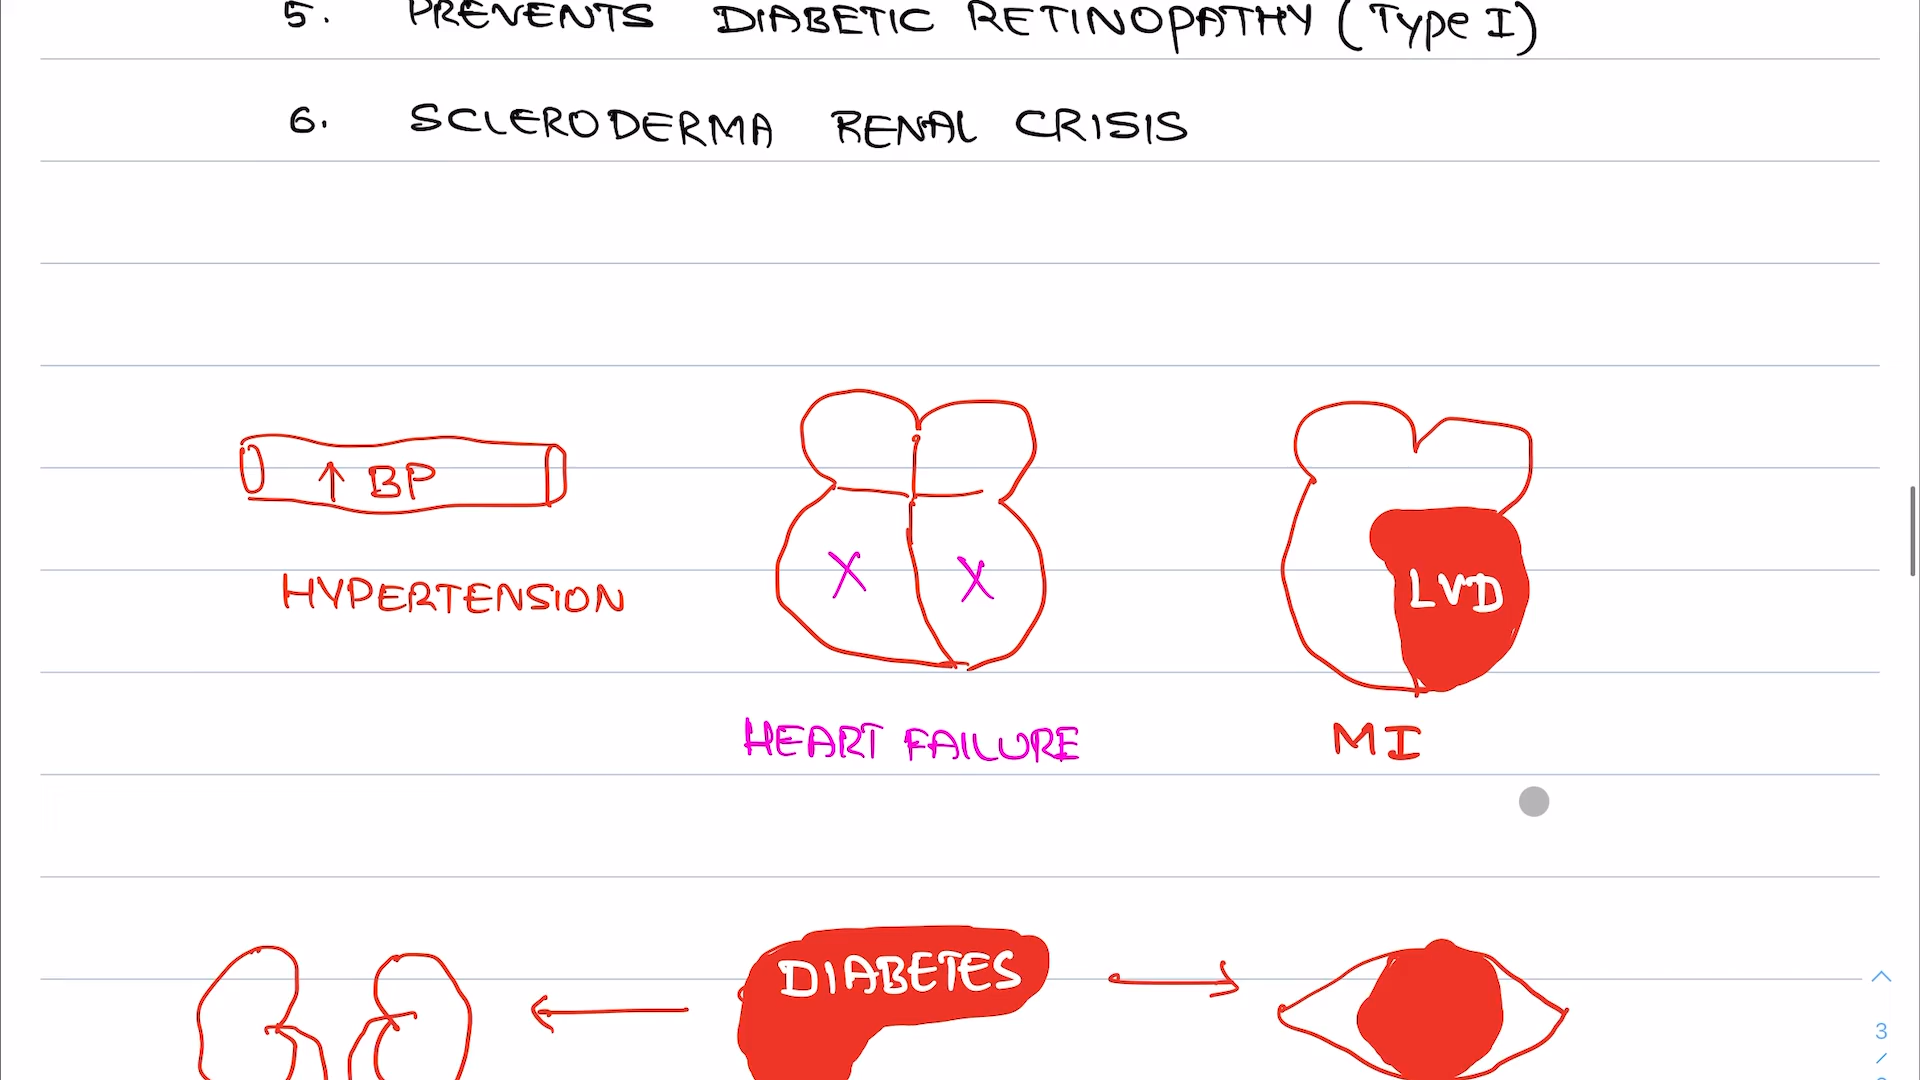 5. PREVENTS DIABETIC RETINOPATHY (Type I)
6. SCLERODERMA RENAL CRISIS
↑ BP
HYPERTENSION
X X
HEART FAILURE
LVD
MI
DIABETES
3
/